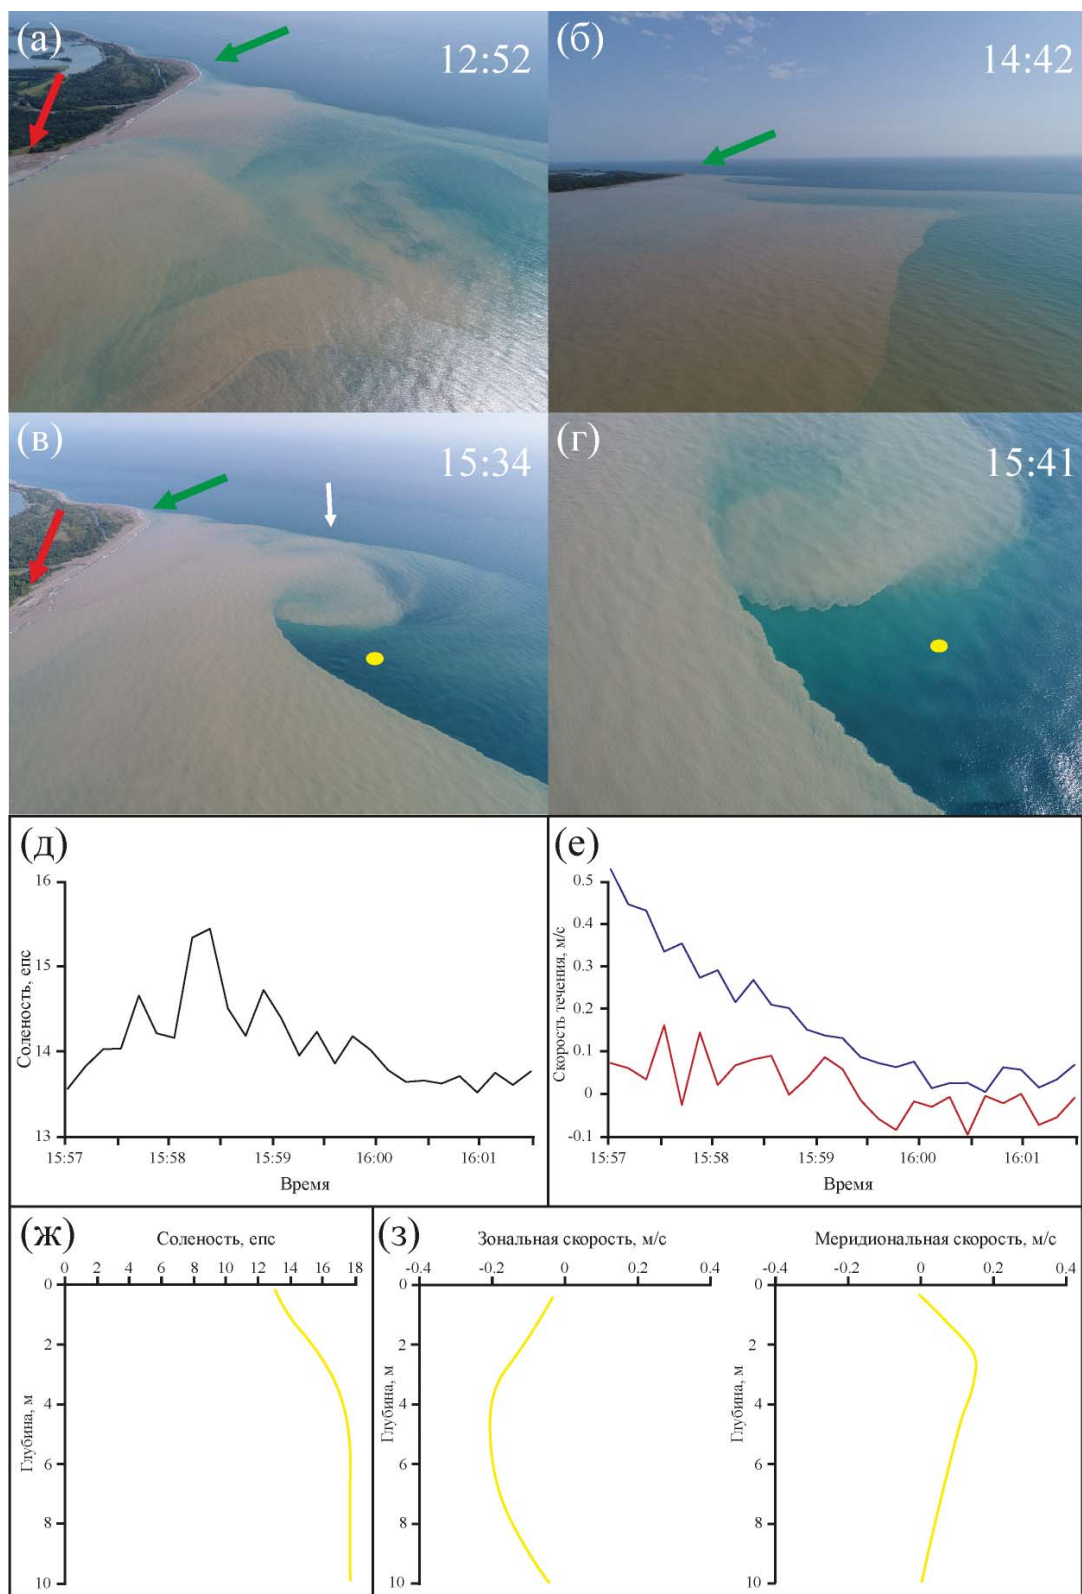 (а)
12:52
(б)
14:42
(в)
15:34
(г)
15:41
(д)
16
15
14
13
Соленость, епс
15:57 15:58 15:59 16:00 16:01
Время
(е)
0.5
0.4
0.3
0.2
0.1
0
-0.1
Скорость течения, м/с
15:57 15:58 15:59 16:00 16:01
Время
(ж)
Соленость, епс
0 2 4 6 8 10 12 14 16 18
0
2
4
6
8
10
Глубина, м
(з)
Зональная скорость, м/с
-0.4 -0.2 0 0.2 0.4
0
2
4
6
8
10
Глубина, м
Меридиональная скорость, м/с
-0.4 -0.2 0 0.2 0.4
0
2
4
6
8
10
Глубина, м